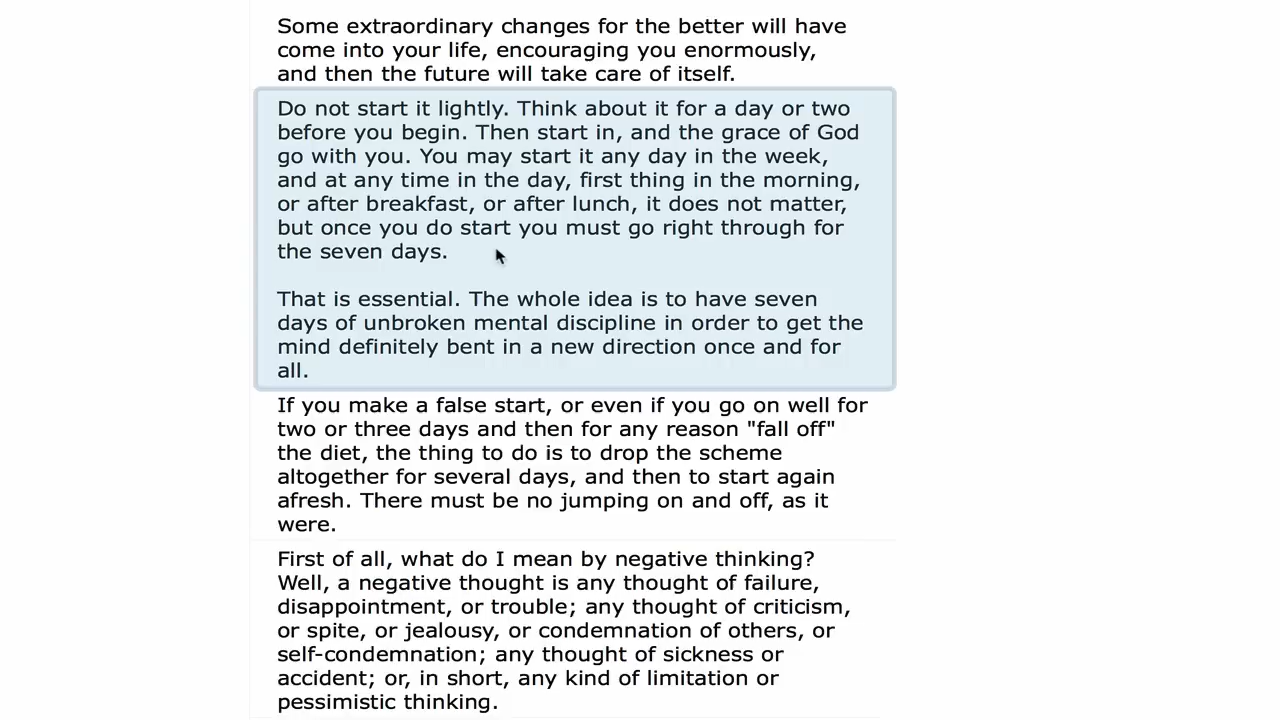 Some extraordinary changes for the better will have
come into your life, encouraging you enormously,
and then the future will take care of itself.
Do not start it lightly. Think about it for a day or two
before you begin. Then start in, and the grace of God
go with you. You may start it any day in the week,
and at any time in the day, first thing in the morning,
or after breakfast, or after lunch, it does not matter,
but once you do start you must go right through for
the seven days.
That is essential. The whole idea is to have seven
days of unbroken mental discipline in order to get the
mind definitely bent in a new direction once and for
all.
If you make a false start, or even if you go on well for
two or three days and then for any reason "fall off"
the diet, the thing to do is to drop the scheme
altogether for several days, and then to start again
afresh. There must be no jumping on and off, as it
were.
First of all, what do I mean by negative thinking?
Well, a negative thought is any thought of failure,
disappointment, or trouble; any thought of criticism,
or spite, or jealousy, or condemnation of others, or
self-condemnation; any thought of sickness or
accident; or, in short, any kind of limitation or
pessimistic thinking.